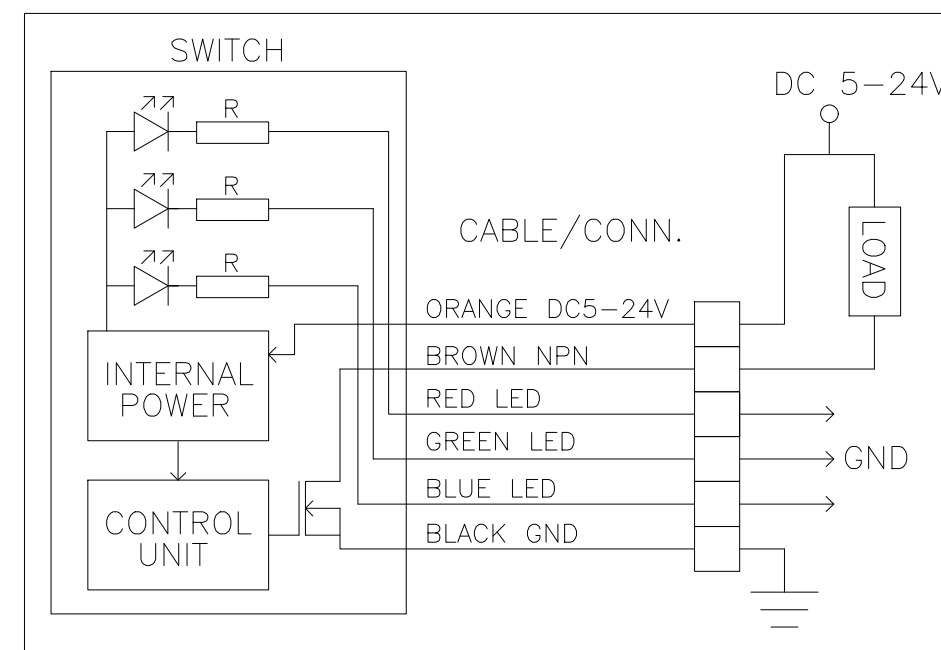 SWITCH
DC 5-24V
R
R
R
CABLE/CONN.
LOAD
ORANGE DC5-24V
BROWN NPN
RED LED
GREEN LED
BLUE LED
BLACK GND
INTERNAL
POWER
GND
CONTROL
UNIT